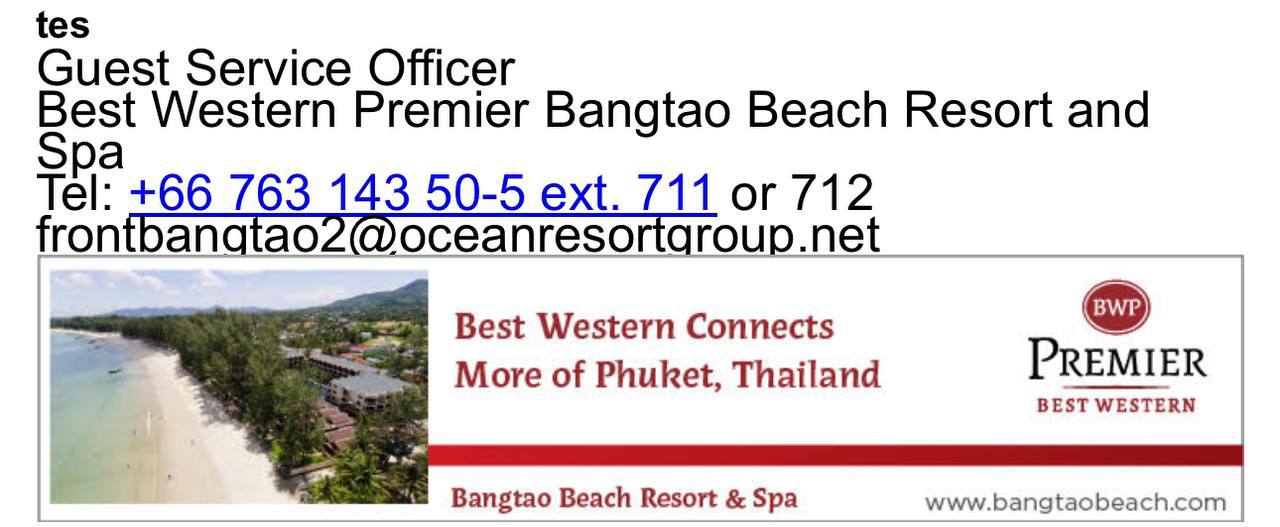 tes
Guest Service Officer
Best Western Premier Bangtao Beach Resort and
Spa
Tel: +66 763 143 50-5 ext. 711 or 712
frontbangtao2@oceanresortgroup.net
Best Western Connects
More of Phuket, Thailand
BWP
PREMIER
BEST WESTERN
Bangtao Beach Resort & Spa
www.bangtaobeach.com